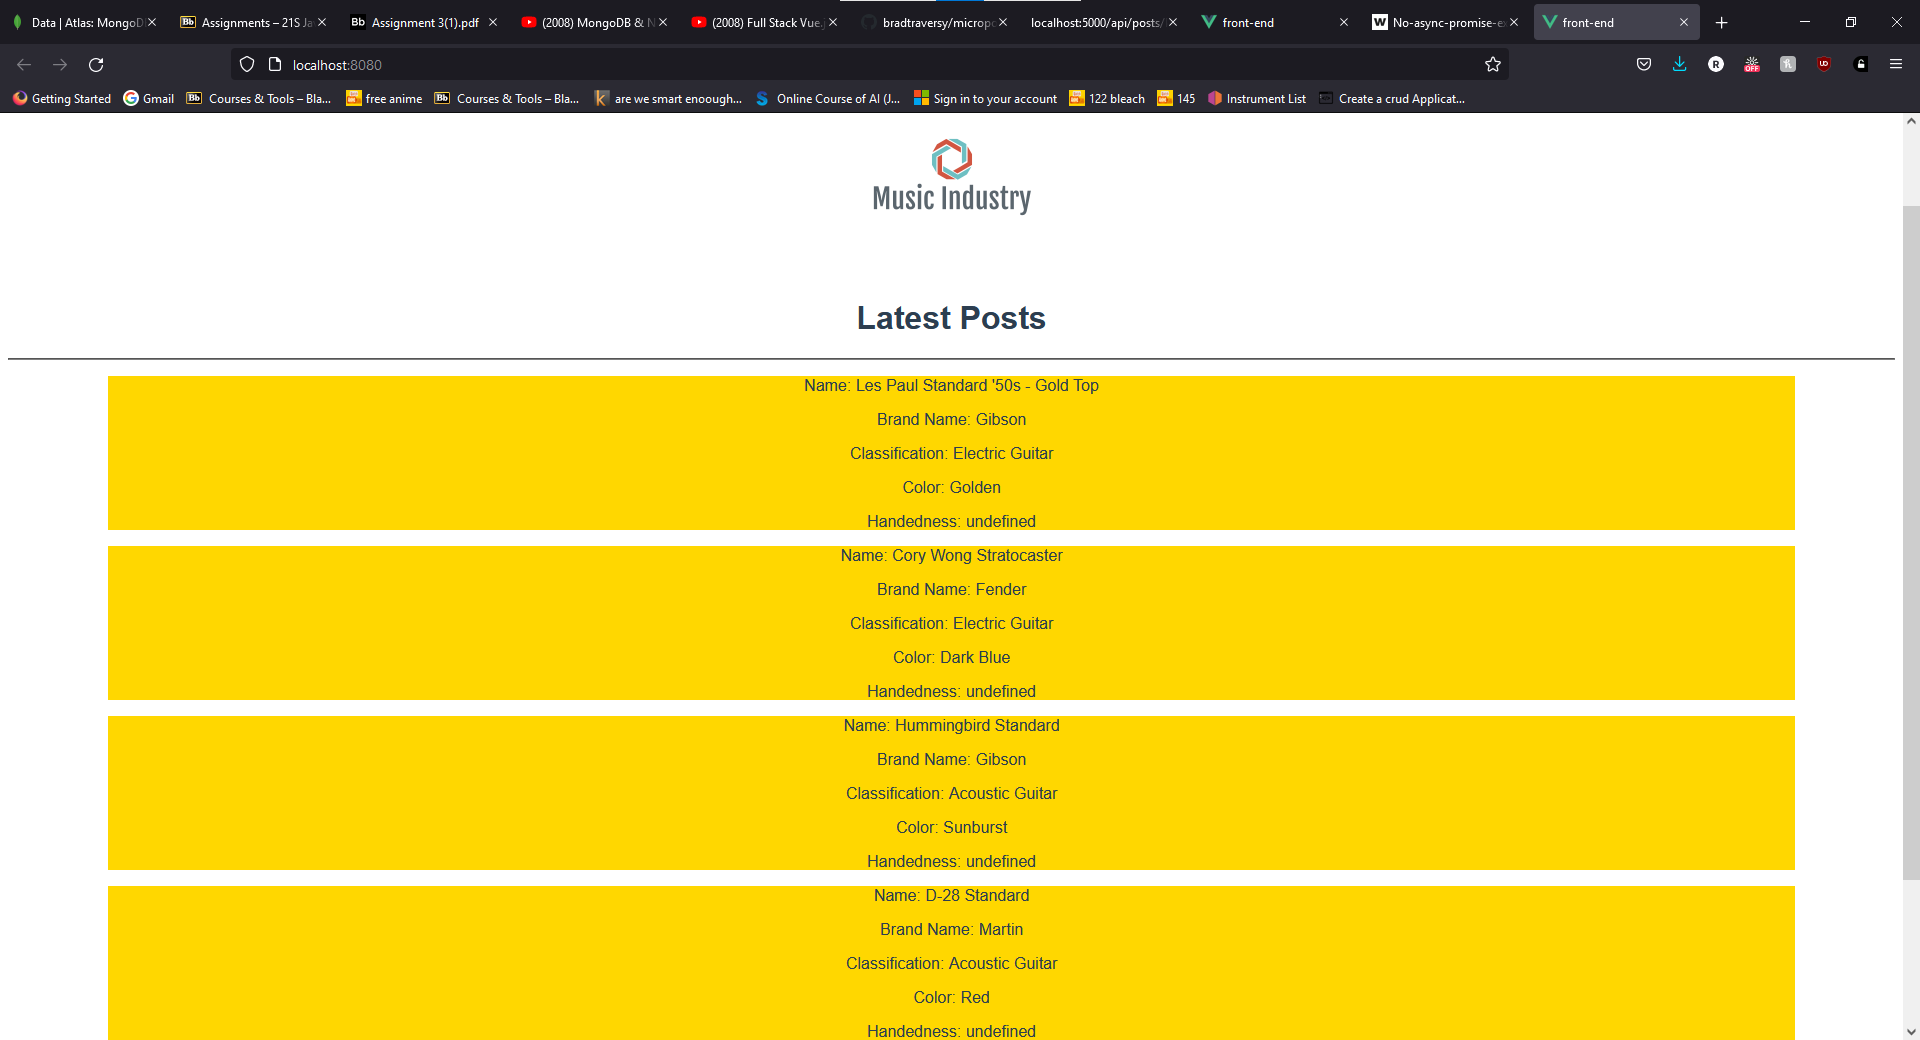 Data | Atlas: MongoD
Bb Assignments – 21S Ja
Bb Assignment 3(1).pdf
(2008) MongoDB & N
(2008) Full Stack Vue.j
bradtraversy/microp
localhost:5000/api/posts/
front-end
W No-async-promise-e
front-end
localhost:8080
R
OFF
UD
Getting Started
Gmail
Bb Courses & Tools – Bla...
free anime
Bb Courses & Tools – Bla...
are we smart enoough...
Online Course of AI (J...
Sign in to your account
122 bleach
145
Instrument List
Create a crud Applicat...
Music Industry
Latest Posts
Name: Les Paul Standard '50s - Gold Top
Brand Name: Gibson
Classification: Electric Guitar
Color: Golden
Handedness: undefined
Name: Cory Wong Stratocaster
Brand Name: Fender
Classification: Electric Guitar
Color: Dark Blue
Handedness: undefined
Name: Hummingbird Standard
Brand Name: Gibson
Classification: Acoustic Guitar
Color: Sunburst
Handedness: undefined
Name: D-28 Standard
Brand Name: Martin
Classification: Acoustic Guitar
Color: Red
Handedness: undefined